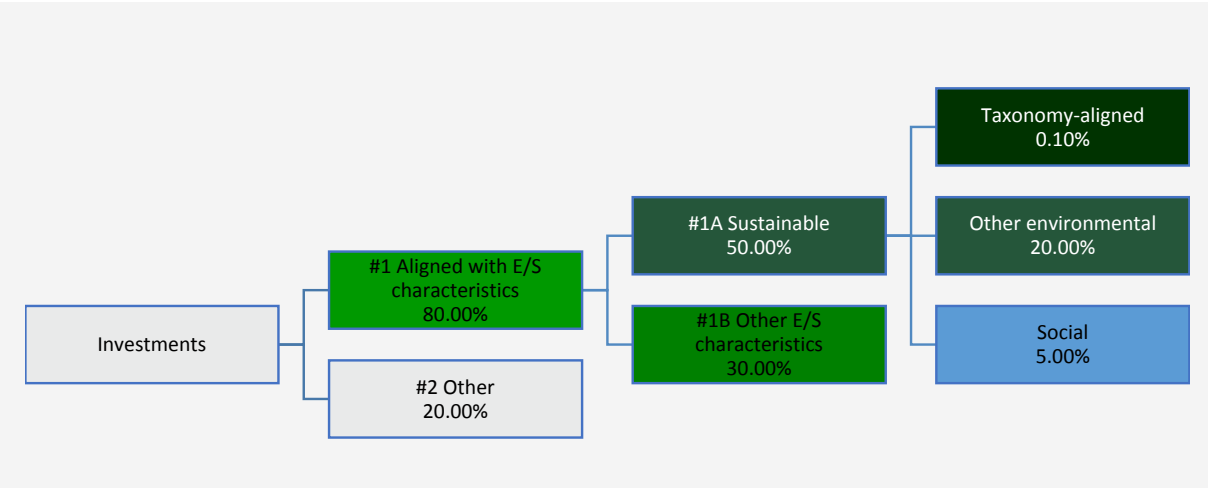 Investments
#1 Aligned with E/S
characteristics
80.00%
#2 Other
20.00%
#1A Sustainable
50.00%
#1B Other E/S
characteristics
30.00%
Taxonomy-aligned
0.10%
Other environmental
20.00%
Social
5.00%